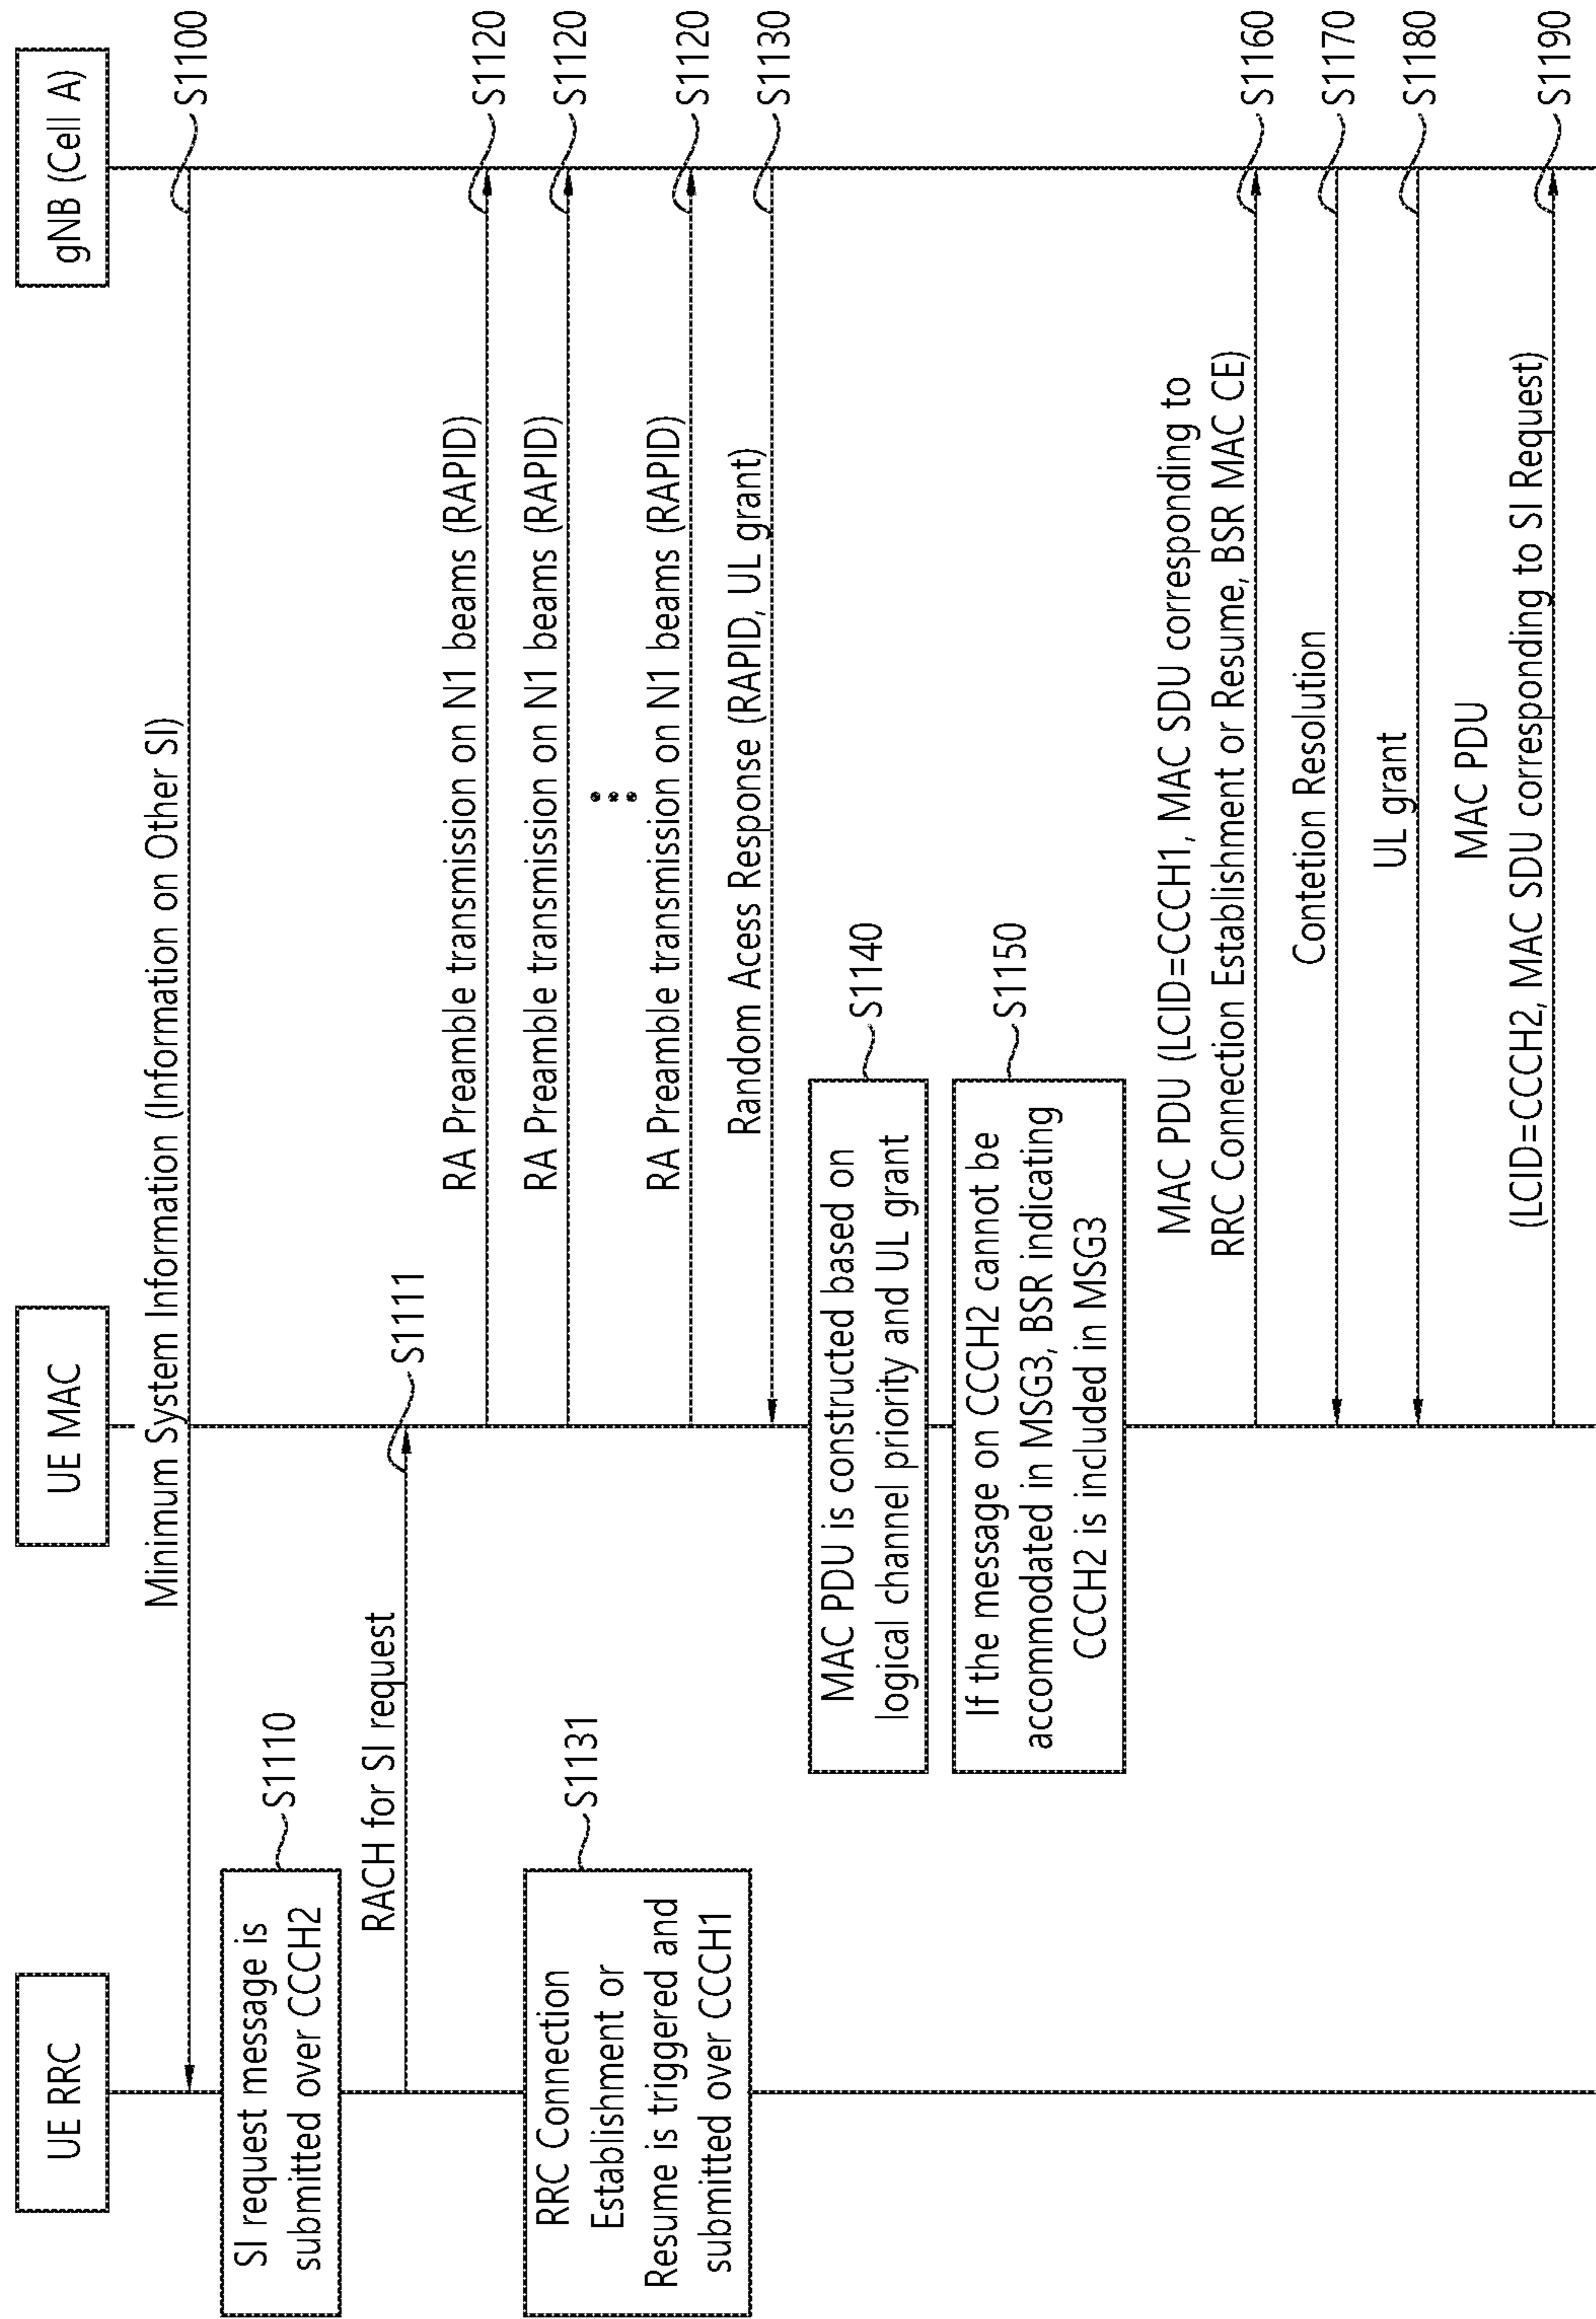 UE RRC
UE MAC
gNB (Cell A)
Minimum System Information (Information on Other SI)
S1100
SI request message is
submitted over CCCH2
S1110
RACH for SI request
S1111
RA Preamble transmission on N1 beams (RAPID)
S1120
RA Preamble transmission on N1 beams (RAPID)
S1120
RA Preamble transmission on N1 beams (RAPID)
S1120
RRC Connection
Establishment or
Resume is triggered and
submitted over CCCH1
S1131
Random Acess Response (RAPID, UL grant)
S1130
MAC PDU is constructed based on
logical channel priority and UL grant
S1140
If the message on CCCH2 cannot be
accommodated in MSG3, BSR indicating
CCCH2 is included in MSG3
S1150
MAC PDU (LCID=CCCH1, MAC SDU corresponding to
RRC Connection Establishment or Resume, BSR MAC CE)
S1160
Contetion Resolution
S1170
UL grant
S1180
MAC PDU
(LCID=CCCH2, MAC SDU corresponding to SI Request)
S1190